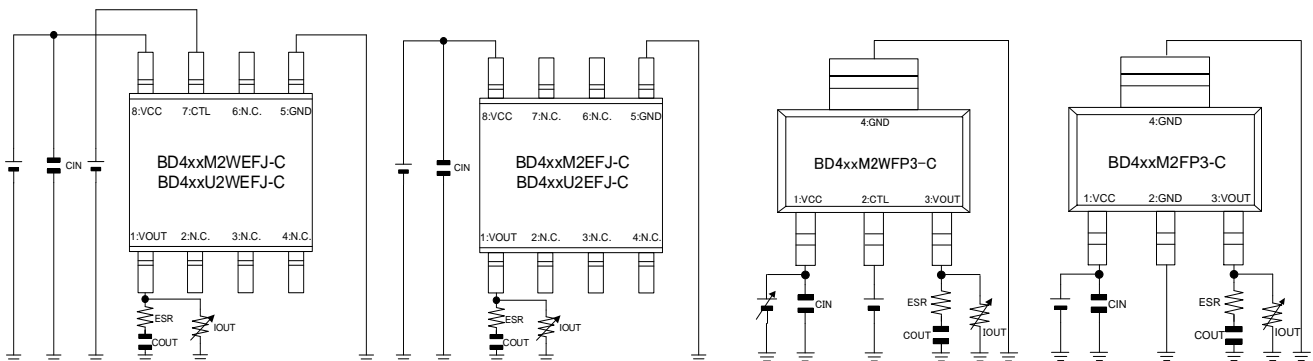 8:VCC 7:CTL 6:N.C. 5:GND
CIN
BD4xxM2WEFJ-C
BD4xxU2WEFJ-C
1:VOUT 2:N.C. 3:N.C. 4:N.C.
ESR
IOUT
COUT
8:VCC 7:N.C. 6:N.C. 5:GND
CIN
BD4xxM2EFJ-C
BD4xxU2EFJ-C
1:VOUT 2:N.C. 3:N.C. 4:N.C.
ESR
IOUT
COUT
4:GND
BD4xxM2WFP3-C
1:VCC 2:CTL 3:VOUT
CIN
ESR
COUT
IOUT
4:GND
BD4xxM2FP3-C
1:VCC 2:GND 3:VOUT
CIN
ESR
COUT
IOUT